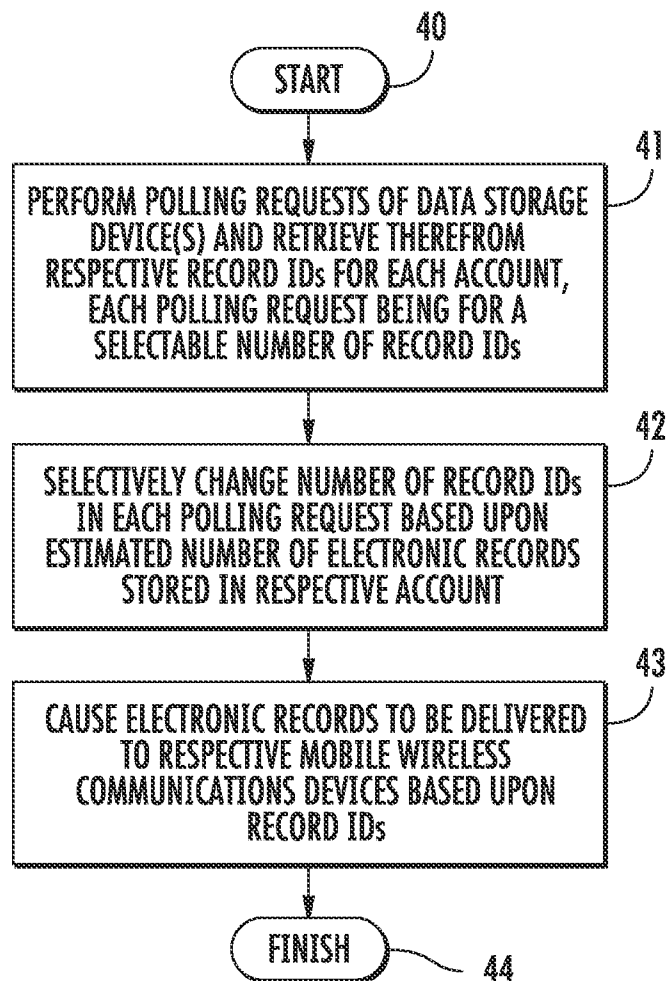 40
START
41
PERFORM POLLING REQUESTS OF DATA STORAGE
DEVICE(S) AND RETRIEVE THEREFROM
RESPECTIVE RECORD IDs FOR EACH ACCOUNT,
EACH POLLING REQUEST BEING FOR A
SELECTABLE NUMBER OF RECORD IDs
42
SELECTIVELY CHANGE NUMBER OF RECORD IDs
IN EACH POLLING REQUEST BASED UPON
ESTIMATED NUMBER OF ELECTRONIC RECORDS
STORED IN RESPECTIVE ACCOUNT
43
CAUSE ELECTRONIC RECORDS TO BE DELIVERED
TO RESPECTIVE MOBILE WIRELESS
COMMUNICATIONS DEVICES BASED UPON
RECORD IDs
FINISH
44